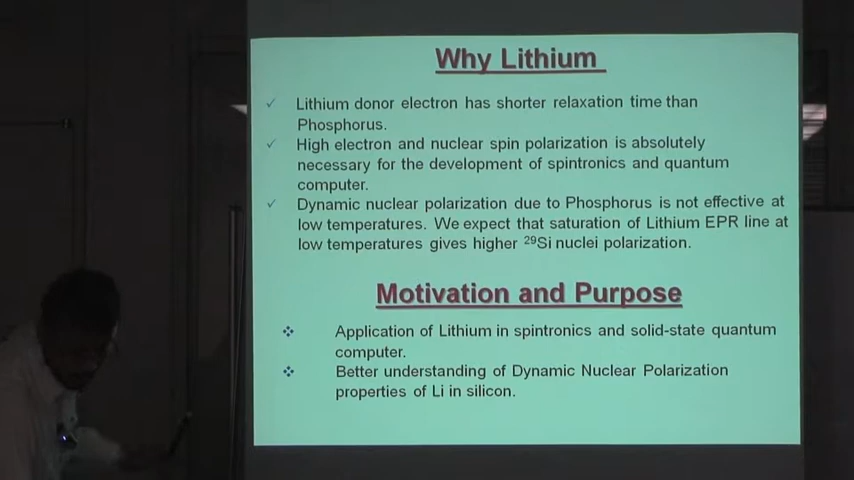 Why Lithium
✓ Lithium donor electron has shorter relaxation time than
Phosphorus.
✓ High electron and nuclear spin polarization is absolutely
necessary for the development of spintronics and quantum
computer.
✓ Dynamic nuclear polarization due to Phosphorus is not effective at
low temperatures. We expect that saturation of Lithium EPR line at
low temperatures gives higher ²⁹Si nuclei polarization.
Motivation and Purpose
❖ Application of Lithium in spintronics and solid-state quantum
computer.
❖ Better understanding of Dynamic Nuclear Polarization
properties of Li in silicon.